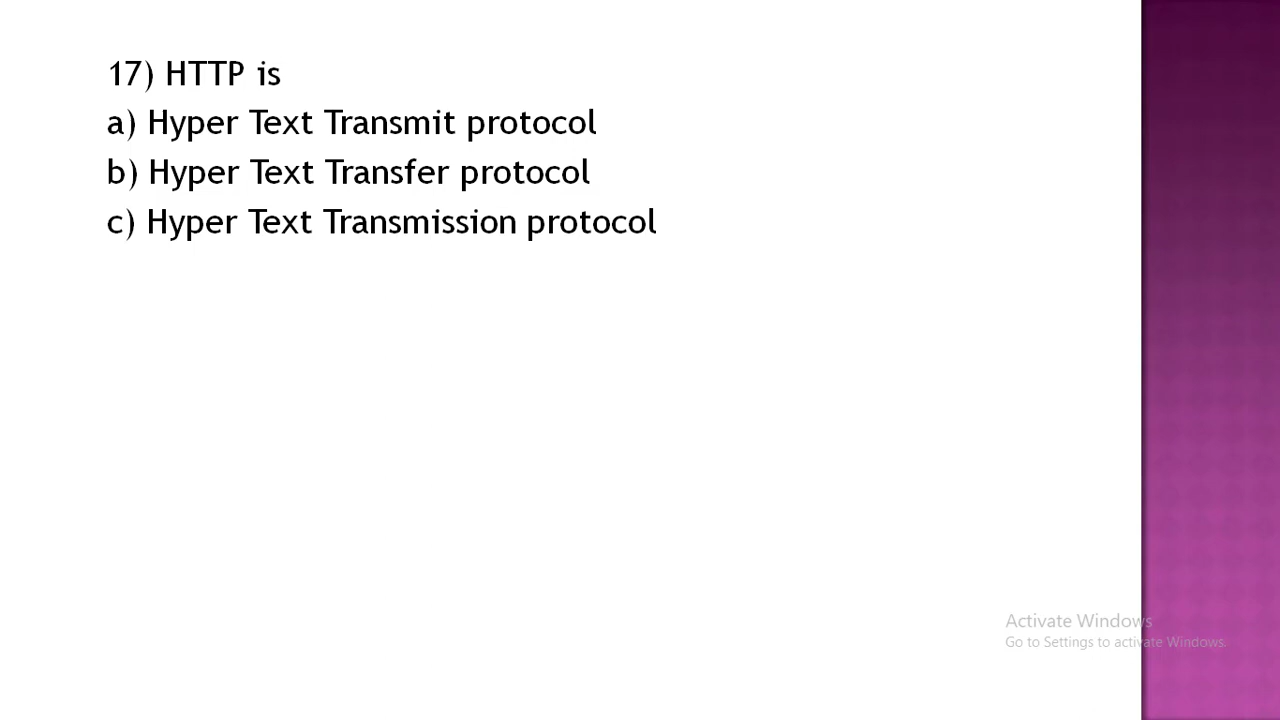 17) HTTP is
a) Hyper Text Transmit protocol
b) Hyper Text Transfer protocol
c) Hyper Text Transmission protocol
Activate Windows
Go to Settings to activate Windows.